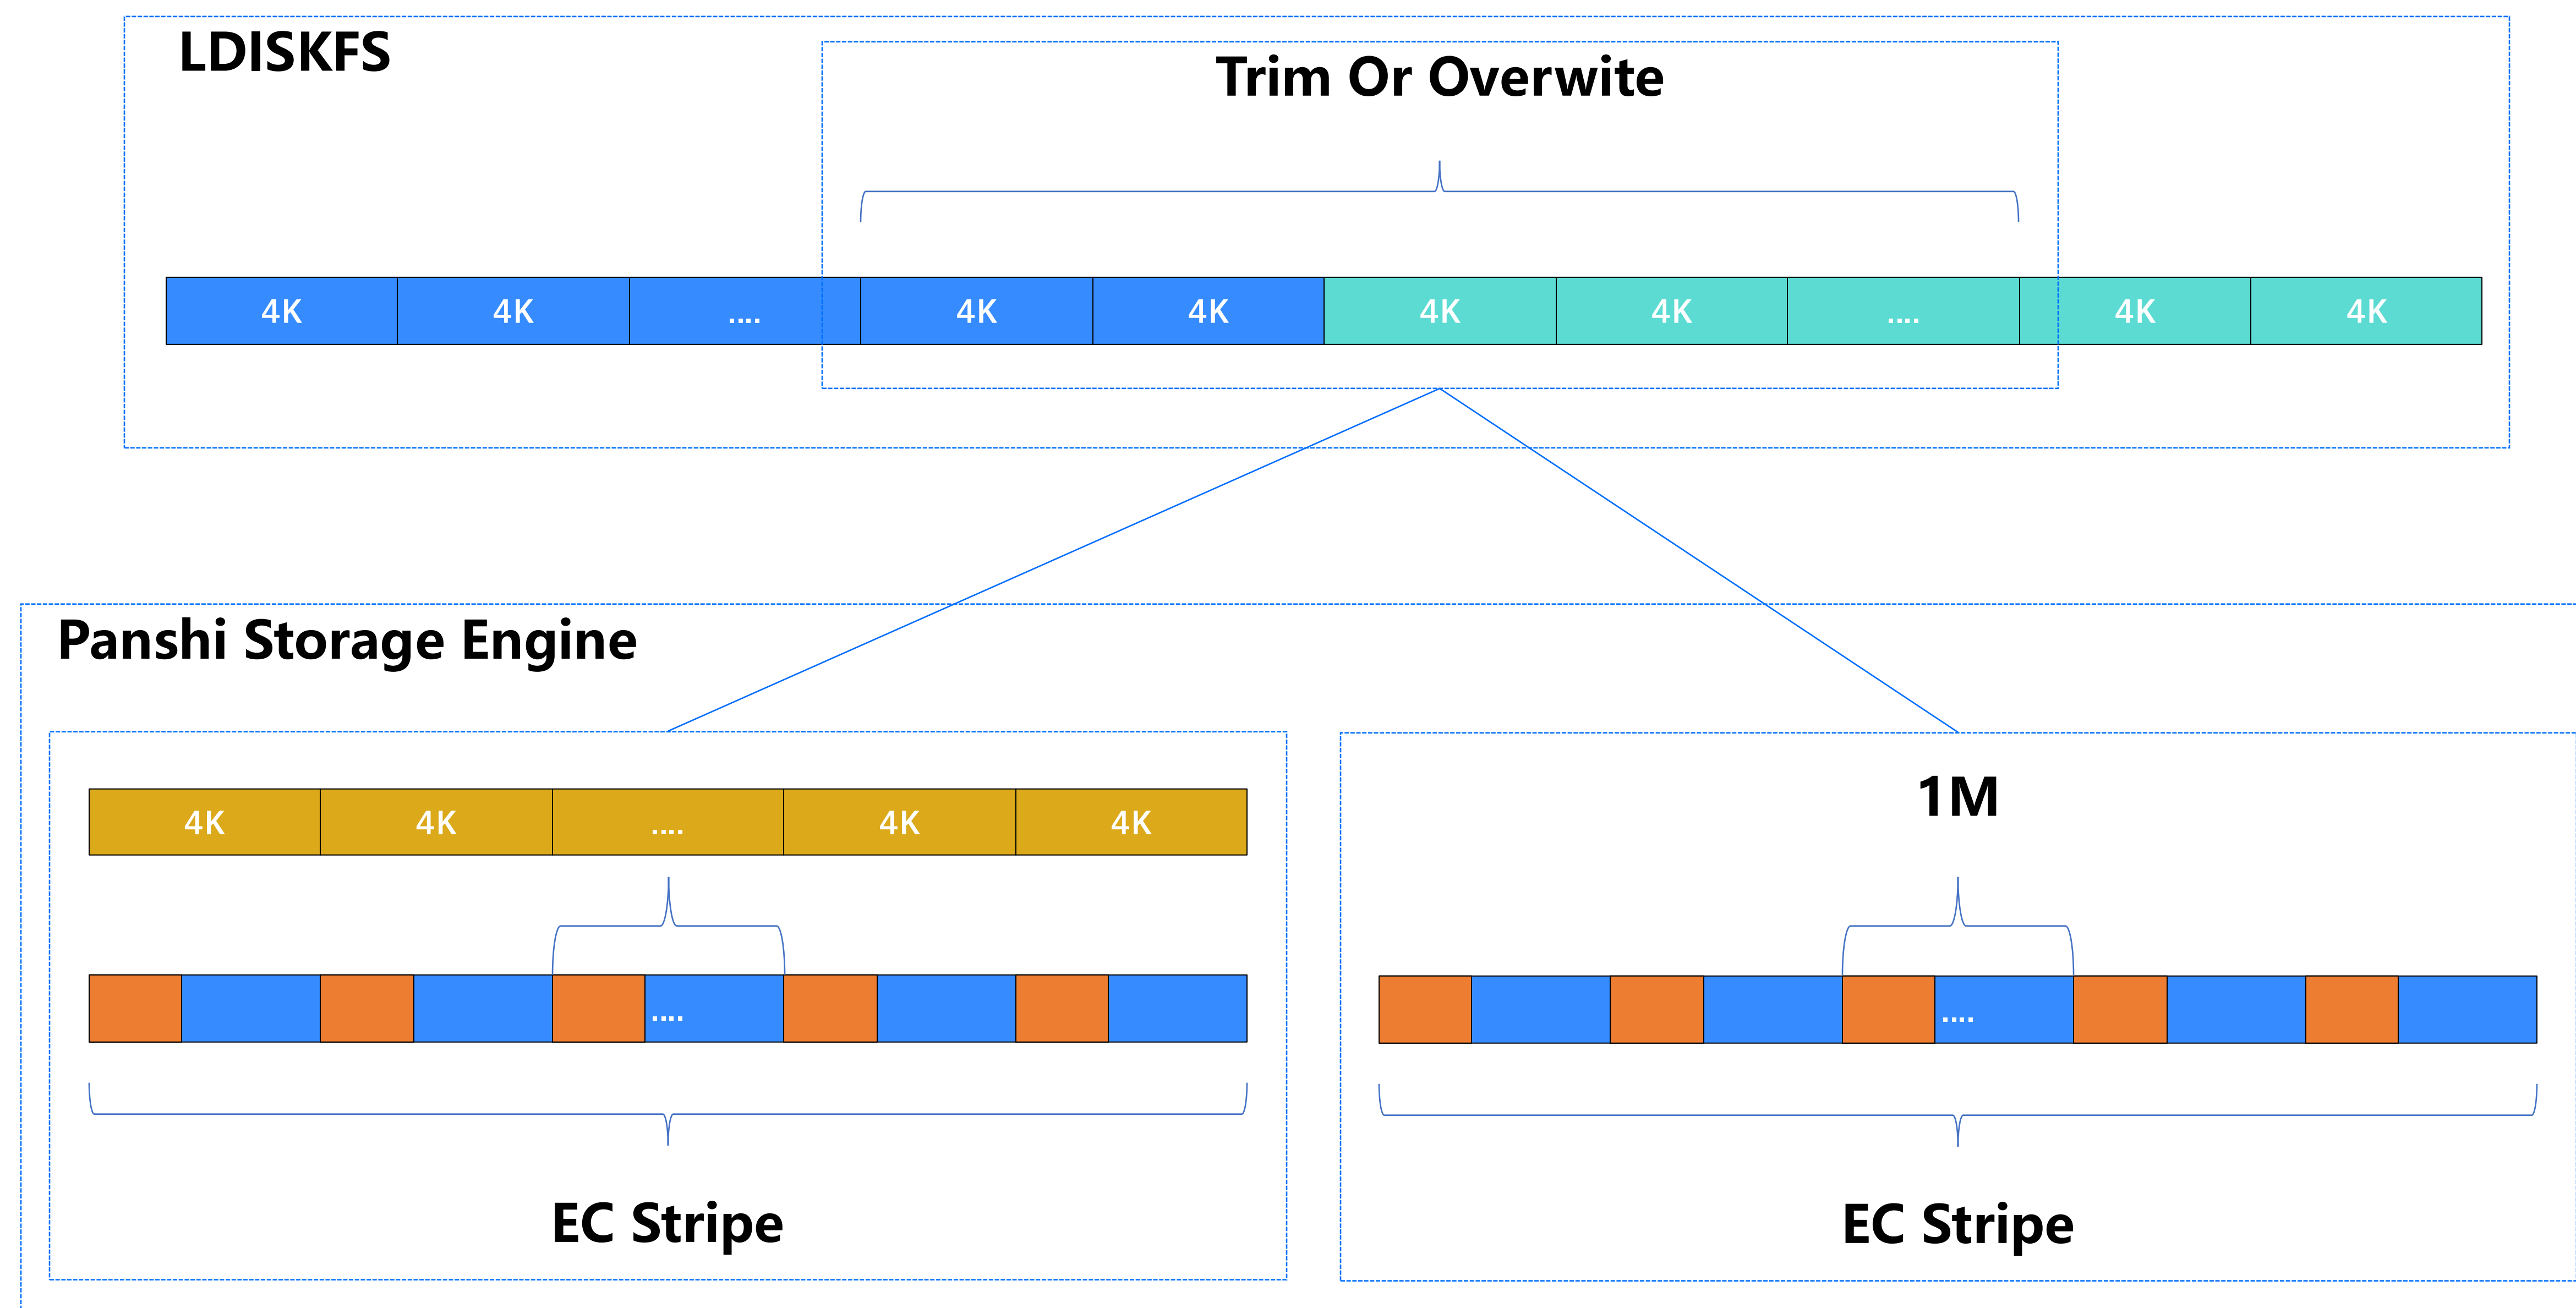 LDISKFS
Trim Or Overwite
4K 4K .... 4K 4K 4K 4K .... 4K 4K
Panshi Storage Engine
4K 4K .... 4K 4K
1M
....
....
EC Stripe
EC Stripe